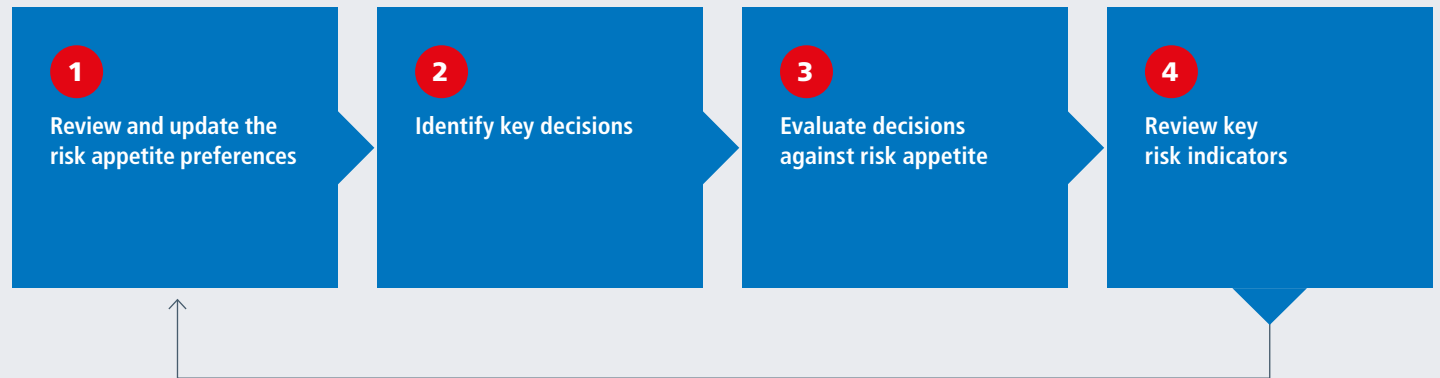 1
Review and update the
risk appetite preferences
2
Identify key decisions
3
Evaluate decisions
against risk appetite
4
Review key
risk indicators